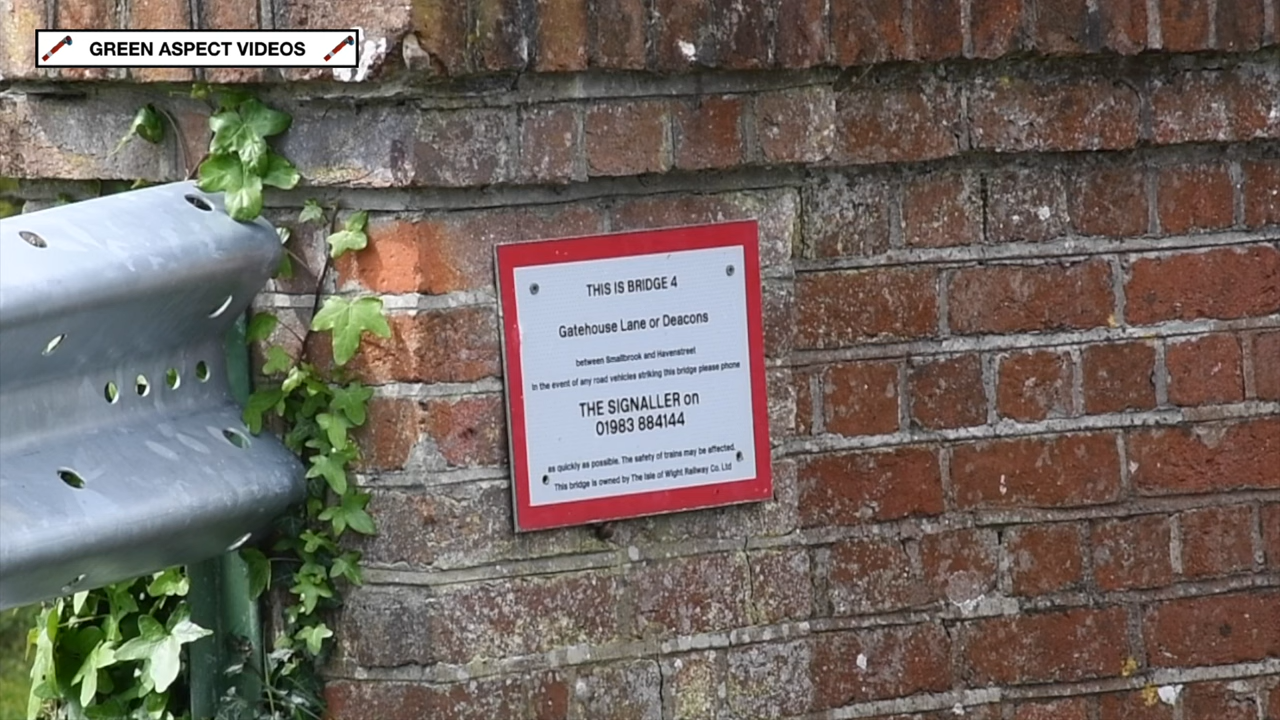 GREEN ASPECT VIDEOS
THIS IS BRIDGE 4
Gatehouse Lane or Deacons
between Smallbrook and Havenstreet
In the event of any road vehicles striking this bridge please phone
THE SIGNALLER on
01983 884144
as quickly as possible. The safety of trains may be affected.
This bridge is owned by The Isle of Wight Railway Co. Ltd